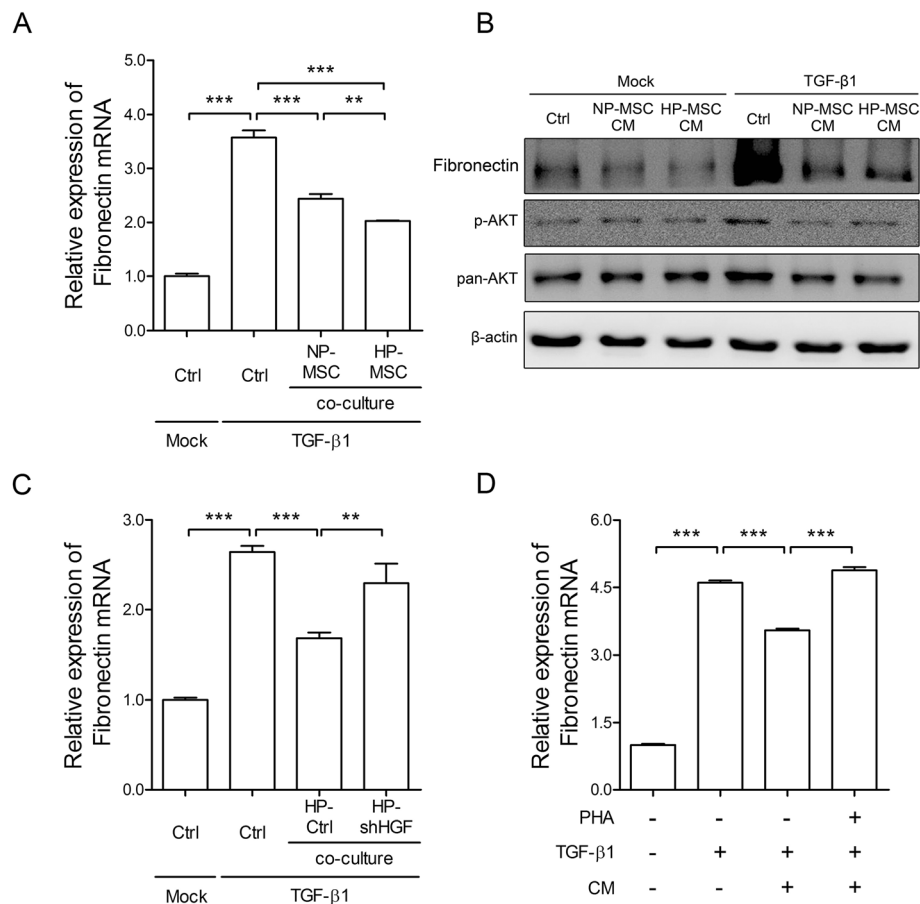 A
Relative expression of
Fibronectin mRNA
5.0
4.0
3.0
2.0
1.0
0.0
***
*** *** **
Ctrl Ctrl NP-MSC HP-MSC
co-culture
Mock TGF-β1
B
Mock TGF-β1
Ctrl NP-MSC CM HP-MSC CM Ctrl NP-MSC CM HP-MSC CM
Fibronectin
p-AKT
pan-AKT
β-actin
C
Relative expression of
Fibronectin mRNA
3.0
2.0
1.0
0.0
*** *** **
Ctrl Ctrl HP-Ctrl HP-shHGF
co-culture
Mock TGF-β1
D
Relative expression of
Fibronectin mRNA
6.0
4.5
3.0
1.5
0.0
*** *** ***
PHA - - - +
TGF-β1 - + + +
CM - - + +